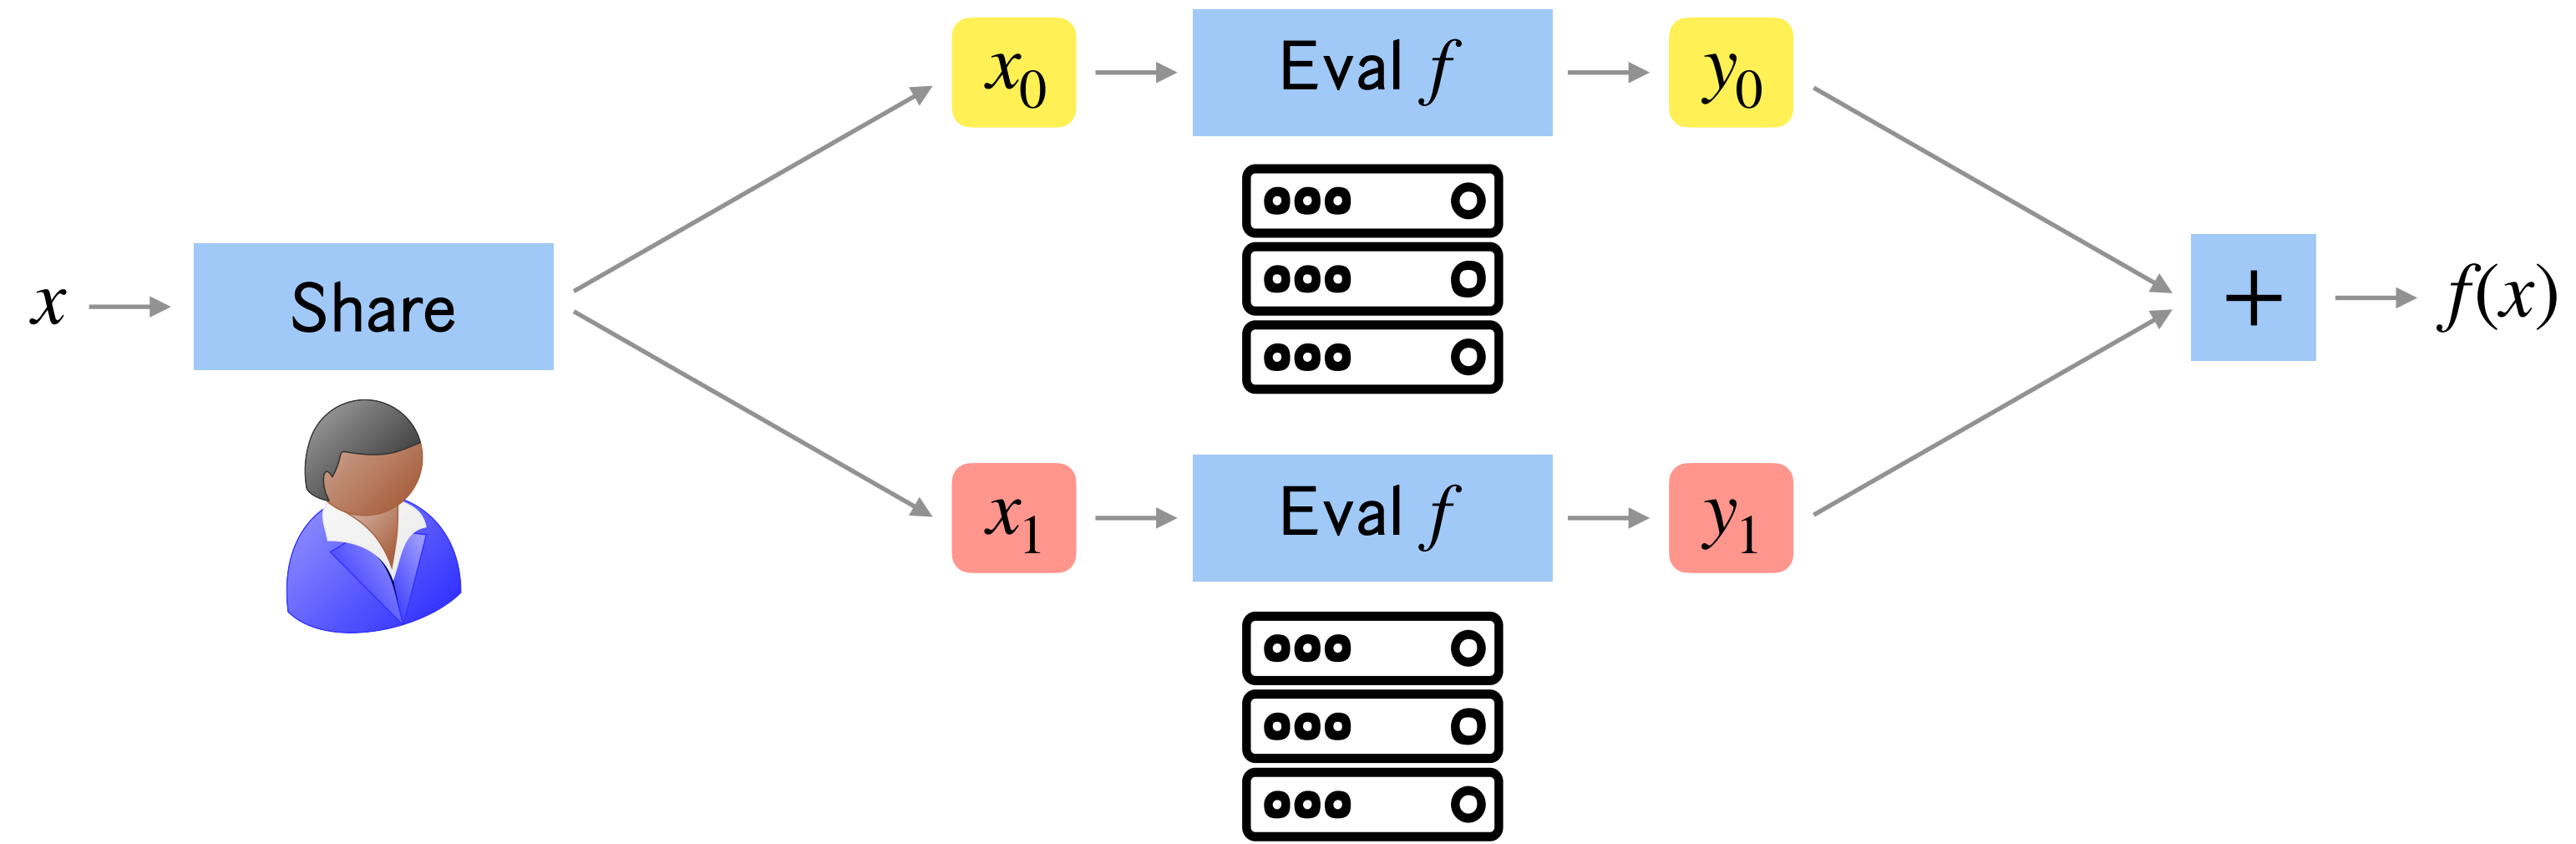 x
Share
x₀
Eval f
y₀
x₁
Eval f
y₁
+
f(x)